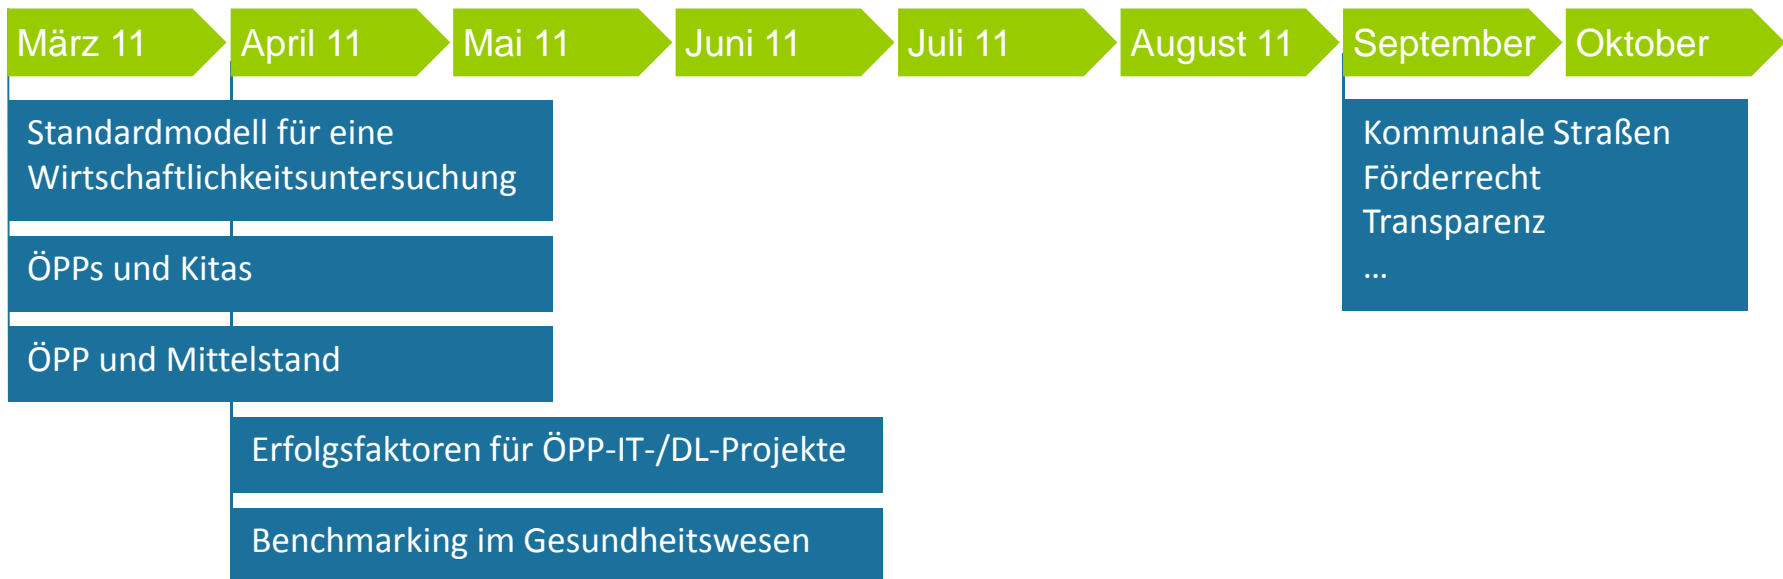 März 11
April 11
Mai 11
Juni 11
Juli 11
August 11
September
Oktober
Standardmodell für eine
Wirtschaftlichkeitsuntersuchung
ÖPPs und Kitas
ÖPP und Mittelstand
Erfolgsfaktoren für ÖPP-IT-/DL-Projekte
Benchmarking im Gesundheitswesen
Kommunale Straßen
Förderrecht
Transparenz
...